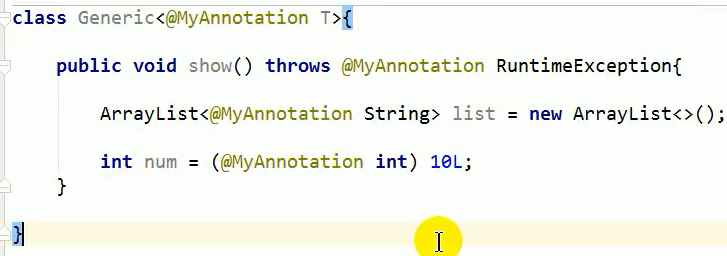 class Generic<@MyAnnotation T>{
public void show() throws @MyAnnotation RuntimeException{
ArrayList<@MyAnnotation String> list = new ArrayList<>();
int num = (@MyAnnotation int) 10L;
}
}